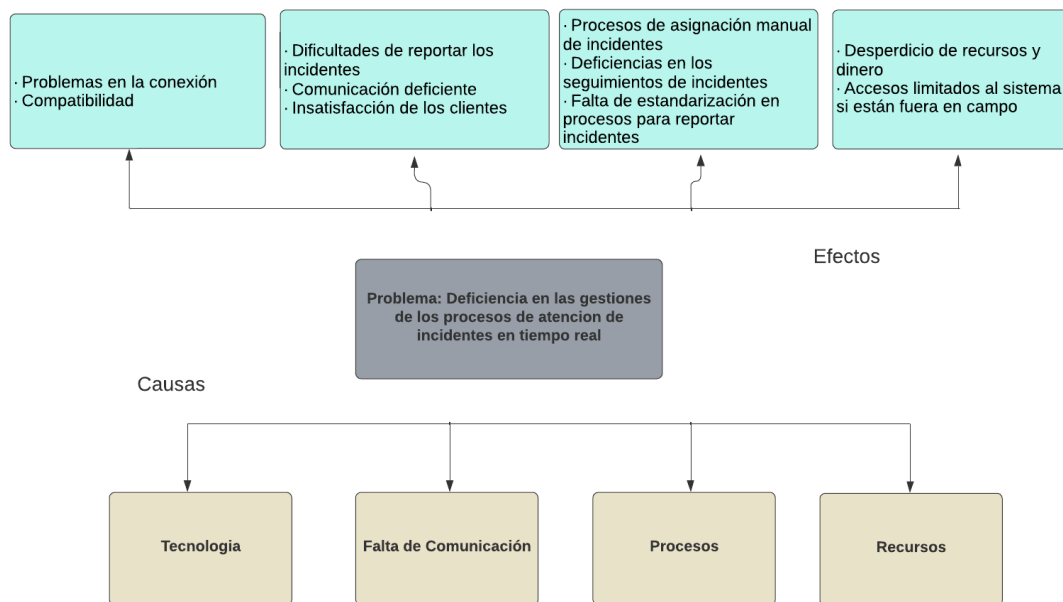 · Problemas en la conexión
· Compatibilidad
· Dificultades de reportar los
incidentes
· Comunicación deficiente
· Insatisfacción de los clientes
· Procesos de asignación manual
de incidentes
· Deficiencias en los
seguimientos de incidentes
· Falta de estandarización en
procesos para reportar
incidentes
· Desperdicio de recursos y
dinero
· Accesos limitados al sistema
si están fuera en campo
Efectos
Problema: Deficiencia en las gestiones
de los procesos de atencion de
incidentes en tiempo real
Causas
Tecnologia
Falta de Comunicación
Procesos
Recursos